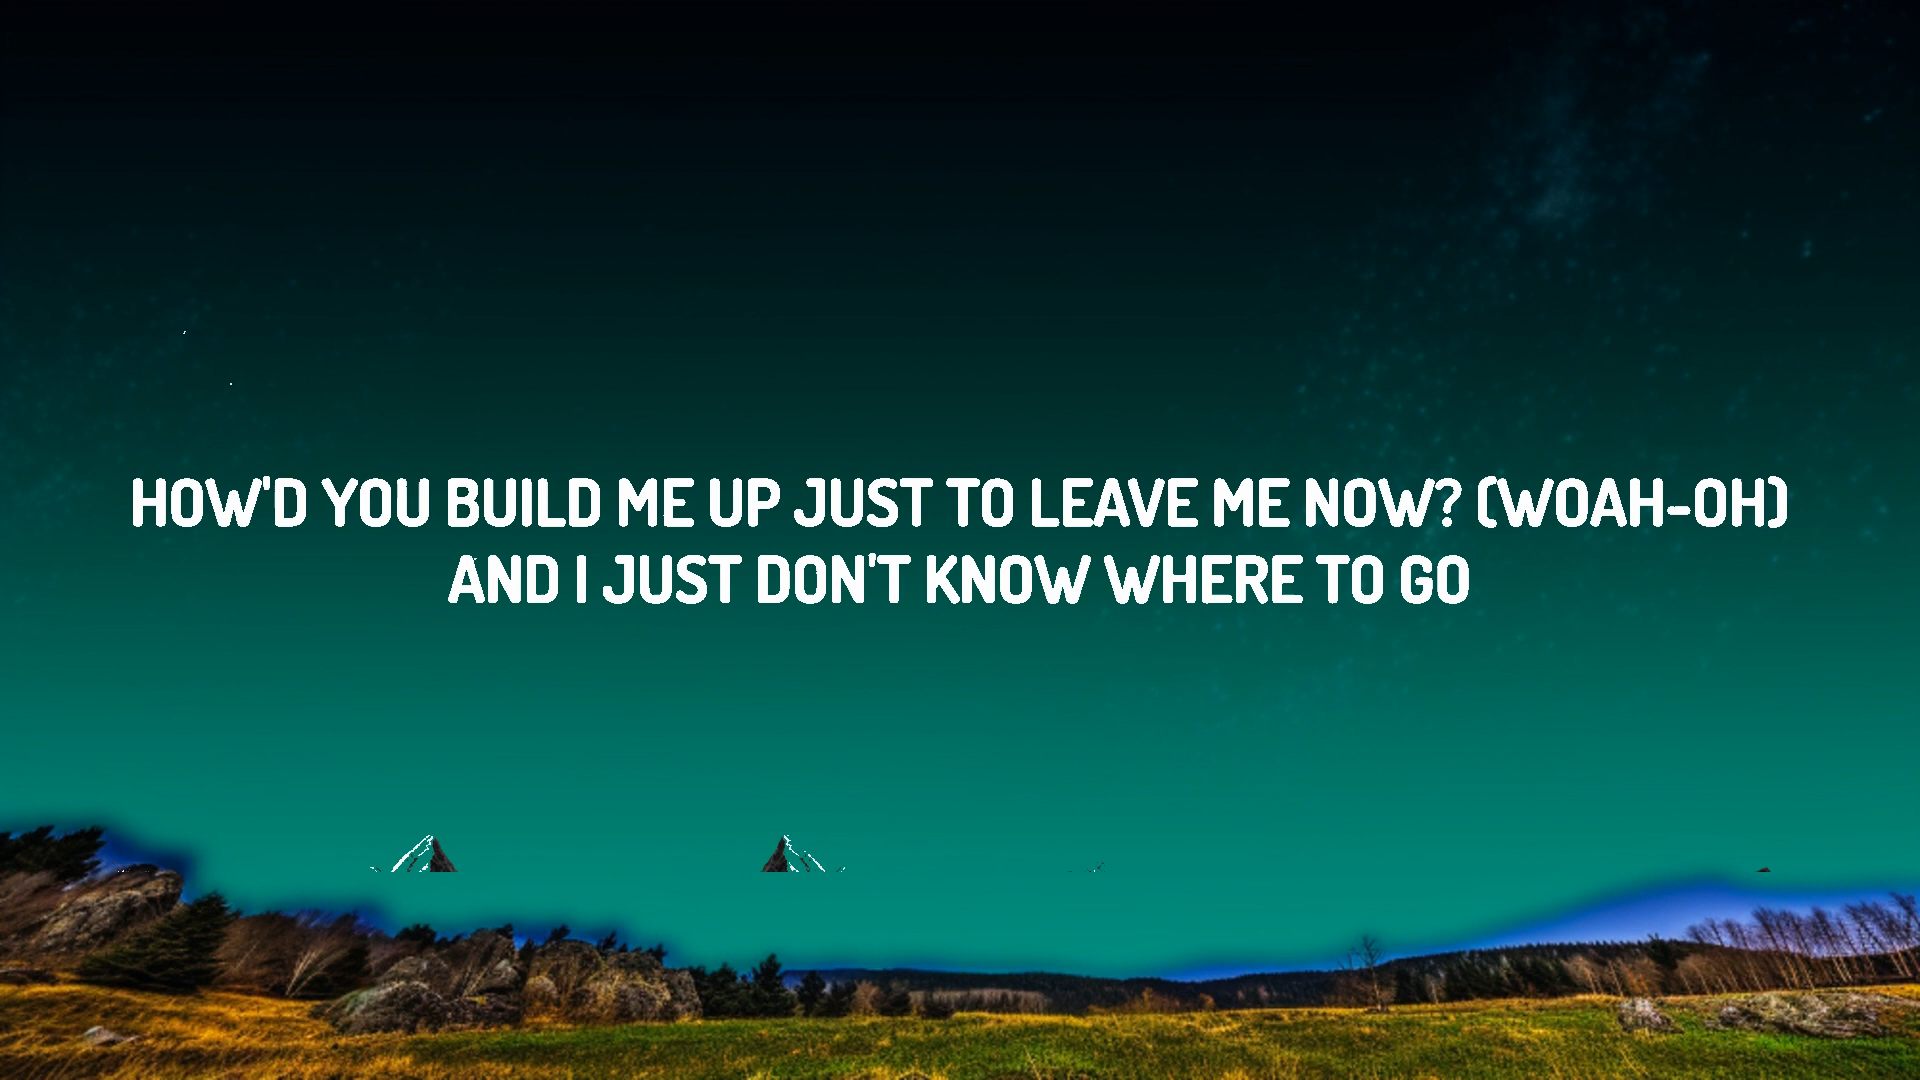 HOW'D YOU BUILD ME UP JUST TO LEAVE ME NOW? (WOAH-OH)
AND I JUST DON'T KNOW WHERE TO GO